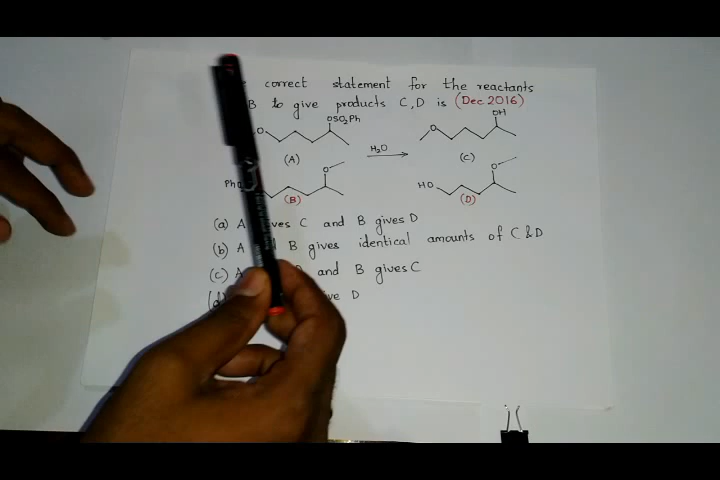 correct statement for the reactants
B to give products C,D is (Dec 2016)
OSO2Ph OH
O O
H2O
(A) (C)
O O
Ph HO
(B) (D)
(a) A gives C and B gives D
(b) A B gives identical amounts of C & D
(c) A and B gives C
(d) D